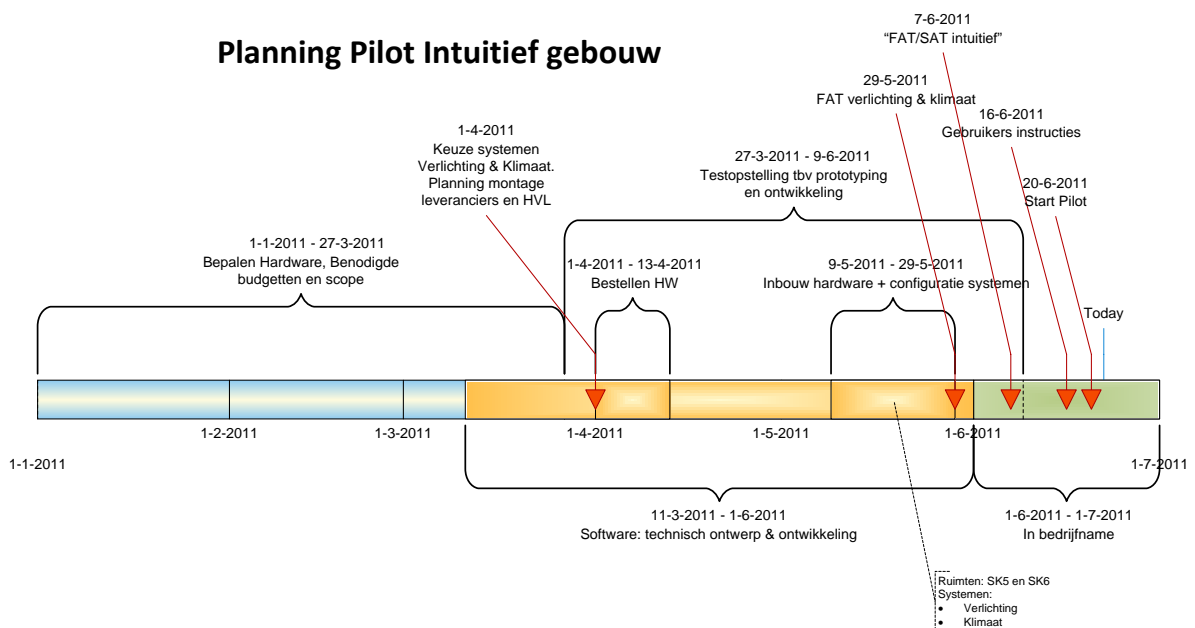 Planning Pilot Intuitief gebouw
7-6-2011
“FAT/SAT intuitief”
29-5-2011
FAT verlichting & klimaat
16-6-2011
Gebruikers instructies
1-4-2011
Keuze systemen
Verlichting & Klimaat.
Planning montage
leveranciers en HVL
27-3-2011 - 9-6-2011
Testopstelling tbv prototyping
en ontwikkeling
20-6-2011
Start Pilot
1-1-2011 - 27-3-2011
Bepalen Hardware, Benodigde
budgetten en scope
1-4-2011 - 13-4-2011
Bestellen HW
9-5-2011 - 29-5-2011
Inbouw hardware + configuratie systemen
Today
1-2-2011
1-3-2011
1-4-2011
1-5-2011
1-6-2011
1-1-2011
1-7-2011
11-3-2011 - 1-6-2011
Software: technisch ontwerp & ontwikkeling
1-6-2011 - 1-7-2011
In bedrijfname
Ruimten: SK5 en SK6
Systemen:
• Verlichting
• Klimaat